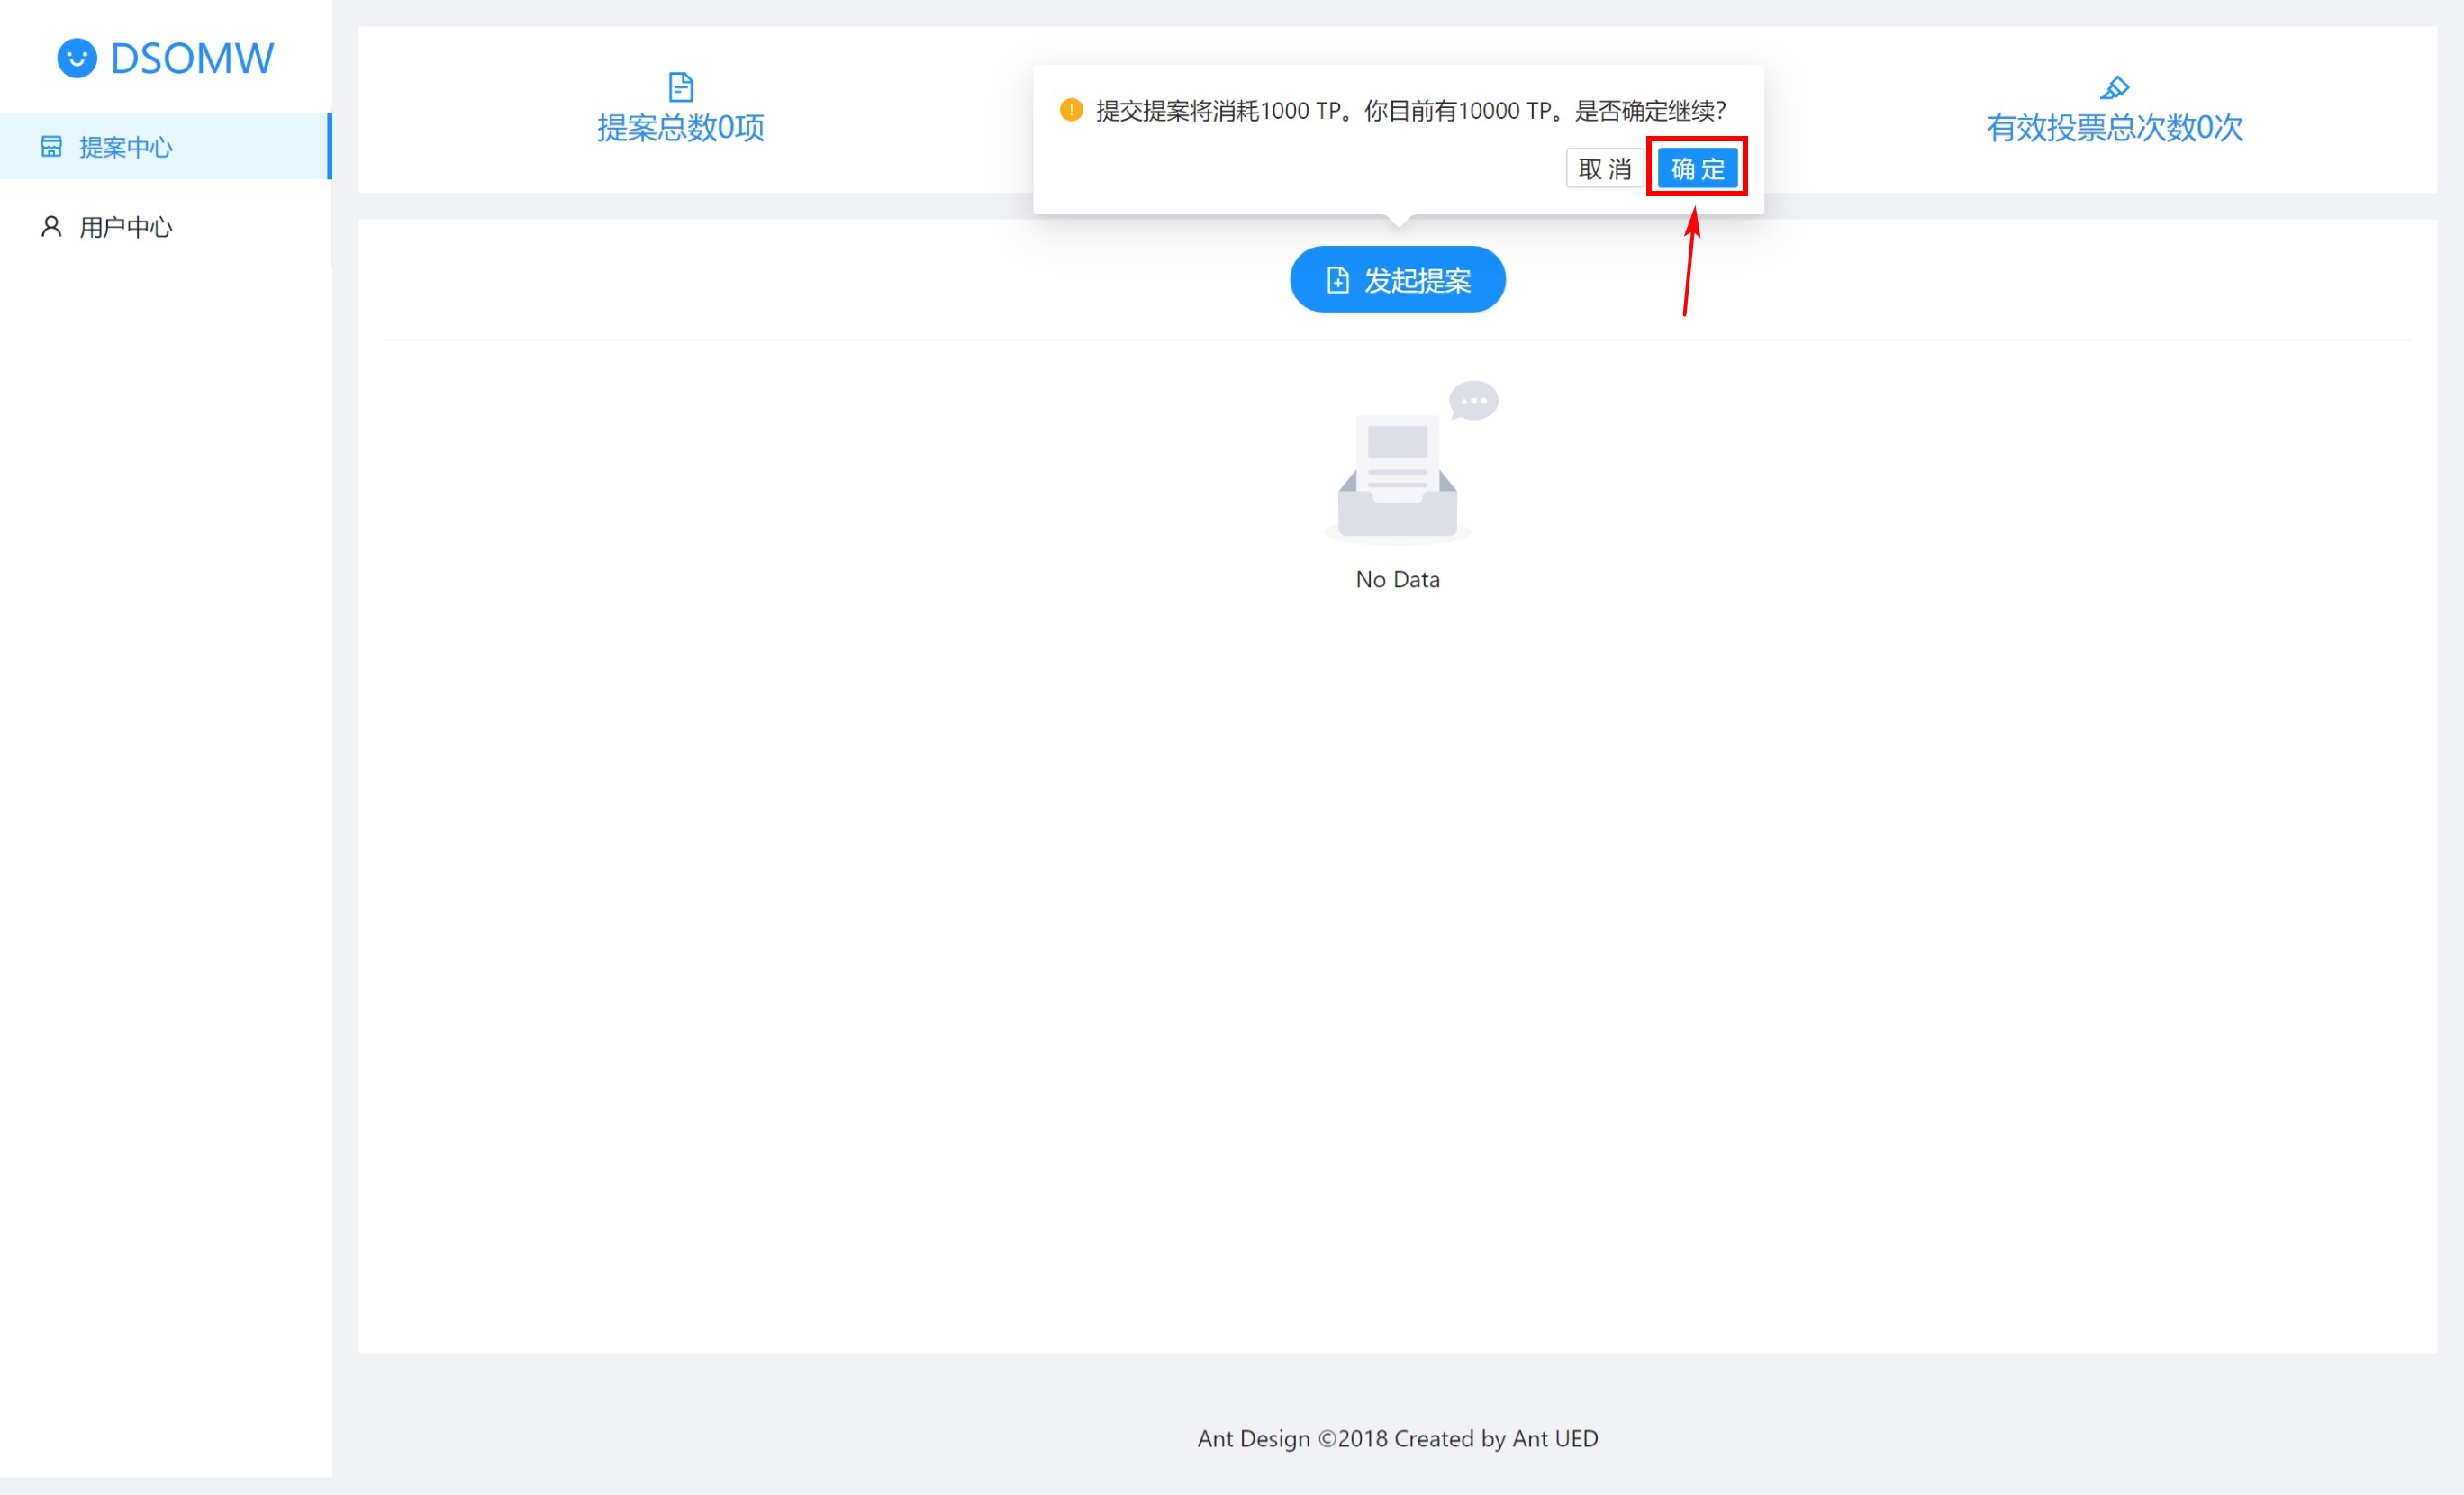 DSOMW
提案中心
用户中心
提案总数0项
提交提案将消耗1000 TP。你目前有10000 TP。是否确定继续?
取 消
确 定
有效投票总次数0次
发起提案
No Data
Ant Design ©2018 Created by Ant UED